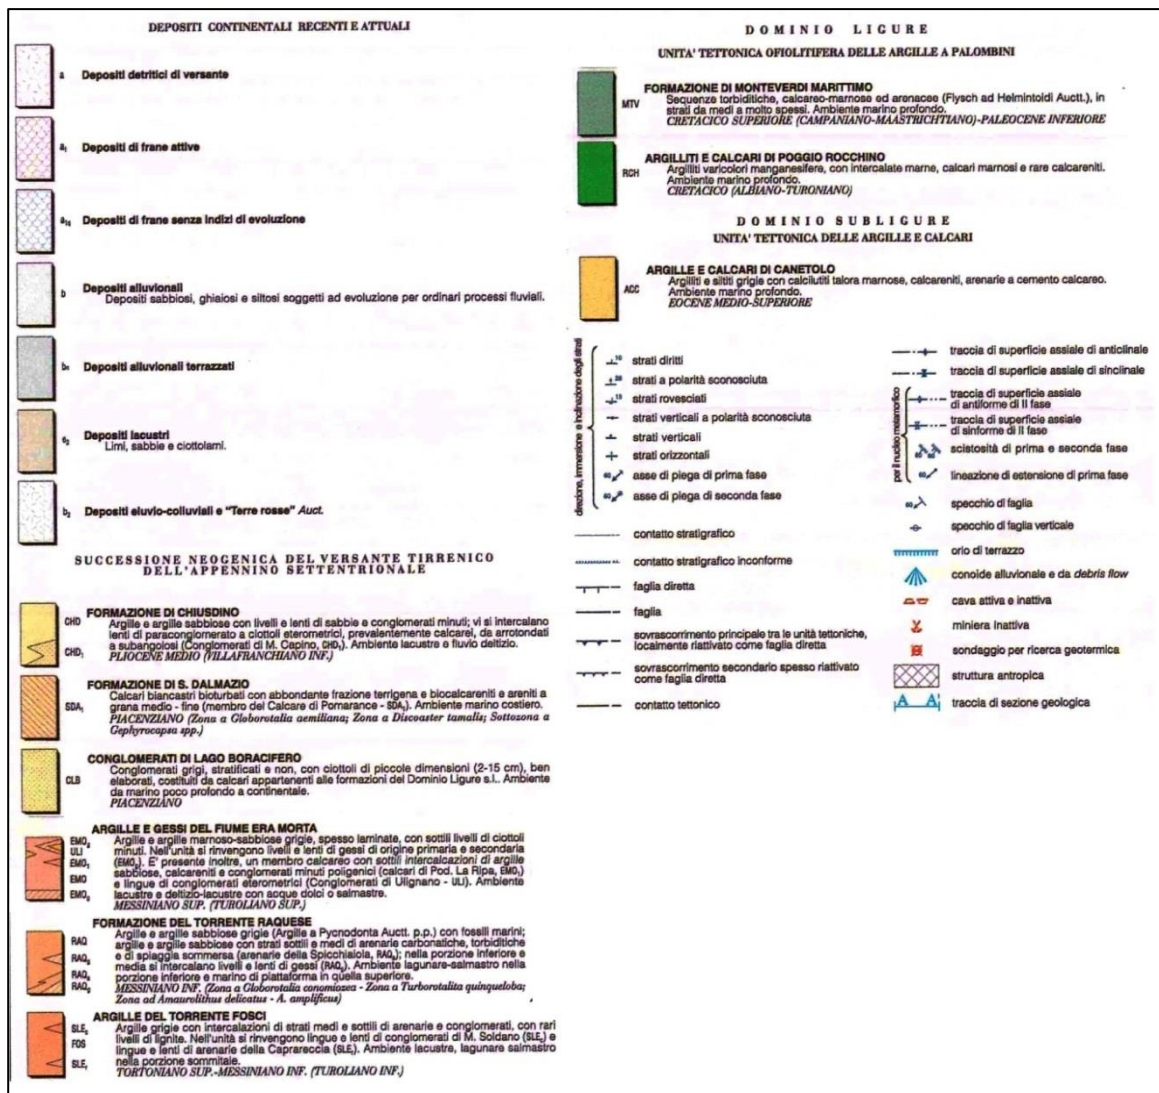 DEPOSITI CONTINENTALI RECENTI E ATTUALI
a Depositi detritici di versante
a₁ Depositi di frane attive
Depositi di frane senza indizi di evoluzione
b Depositi alluvionali
Depositi sabbiosi, ghiaiosi e siltosi soggetti ad evoluzione per ordinari processi fluviali.
Depositi alluvionali terrazzati
e₂ Depositi lacustri
Limi, sabbie e ciottolami.
b₂ Depositi eluvio-colluviali e "Terre rosse" Auct.
SUCCESSIONE NEOGENICA DEL VERSANTE TIRRENICO
DELL'APPENNINO SETTENTRIONALE
CHD
CHD₁
FORMAZIONE DI CHIUSDINO
Argille e argille sabbiose con livelli e lenti di sabbie e conglomerati minuti; vi si intercalano
lenti di paraconglomerato a ciottoli eterometrici, prevalentemente calcarei, da arrotondati
a subangolosi (Conglomerati di M. Capino, CHD₁). Ambiente lacustre e fluvio deltizio.
PLIOCENE MEDIO (VILLAFRANCHIANO INF.)
SDA₁
FORMAZIONE DI S. DALMAZIO
Calcari biancastri bioturbati con abbondante frazione terrigena e biocalcareniti e areniti a
grana medio - fine (membro del Calcare di Pomarance - SDA₁). Ambiente marino costiero.
PIACENZIANO (Zona a Globorotalia aemiliana; Zona a Discoaster tamalis; Sottozona a
Gephyrocapsa spp.)
CLB
CONGLOMERATI DI LAGO BORACIFERO
Conglomerati grigi, stratificati e non, con ciottoli di piccole dimensioni (2-15 cm), ben
elaborati, costituiti da calcari appartenenti alle formazioni del Dominio Ligure s.l.. Ambiente
da marino poco profondo a continentale.
PIACENZIANO
ULI
EMO₁
EMO
ARGILLE E GESSI DEL FIUME ERA MORTA
Argille e argille marnoso-sabbiose grigie, spesso laminate, con sottili livelli di ciottoli
minuti. Nell'unità si rinvengono livelli e lenti di gessi di origine primaria e secondaria
E' presente inoltre, un membro calcareo con sottili intercalazioni di argille
sabbiose, calcareniti e conglomerati minuti poligenici (calcari di Pod. La Ripa, EMO₁)
e lingue di conglomerati eterometrici (Conglomerati di Ulignano - ULI). Ambiente
lacustre e deltizio-lacustre con acque dolci o salmastre.
MESSINIANO SUP. (TUROLIANO SUP.)
RAQ
FORMAZIONE DEL TORRENTE RAQUESE
Argille e argille sabbiose grigie (Argille a Pycnodonta Auctt. p.p.) con fossili marini;
argille e argille sabbiose con strati sottili e medi di arenarie carbonatiche, torbiditiche
e di spiaggia sommersa (arenarie della Spicchiaiola, nella porzione inferiore e
media si intercalano livelli e lenti di gessi Ambiente lagunare-salmastro nella
porzione inferiore e marino di piattaforma in quella superiore.
MESSINIANO INF. (Zona a Globorotalia conomiozea - Zona a Turborotalita quinqueloba;
Zona ad Amaurolithus delicatus - A. amplificus)
FOS
SLE₁
ARGILLE DEL TORRENTE FOSCI
Argille grigie con intercalazioni di strati medi e sottili di arenarie e conglomerati, con rari
livelli di lignite. Nell'unità si rinvengono lingue e lenti di conglomerati di M. Soldano e
lingue e lenti di arenarie della Caprareccia Ambiente lacustre, lagunare salmastro
nella porzione sommitale.
TORTONIANO SUP.-MESSINIANO INF. (TUROLIANO INF.)
DOMINIO LIGURE
UNITA' TETTONICA OFIOLITIFERA DELLE ARGILLE A PALOMBINI
MTV
FORMAZIONE DI MONTEVERDI MARITTIMO
Sequenze torbiditiche, calcareo-marnose ed arenacee (Flysch ad Helmintoidi Auctt.), in
strati da medi a molto spessi. Ambiente marino profondo.
CRETACICO SUPERIORE (CAMPANIANO-MAASTRICHTIANO)-PALEOCENE INFERIORE
RCH
ARGILLITI E CALCARI DI POGGIO ROCCHINO
Argilliti varicolori manganesifere, con intercalate marne, calcari marnosi e rare calcareniti.
Ambiente marino profondo.
CRETACICO (ALBIANO-TURONIANO)
DOMINIO SUBLIGURE
UNITA' TETTONICA DELLE ARGILLE E CALCARI
ACC
ARGILLE E CALCARI DI CANETOLO
Argilliti e siltiti grigie con calcilutiti talora marnose, calcareniti, arenarie a cemento calcareo.
Ambiente marino profondo.
EOCENE MEDIO-SUPERIORE
direzione, immersione e inclinazione degli strati
10 strati diritti
strati a polarità sconosciuta
strati rovesciati
strati verticali a polarità sconosciuta
strati verticali
strati orizzontali
asse di piega di prima fase
asse di piega di seconda fase
contatto stratigrafico
contatto stratigrafico inconforme
faglia diretta
faglia
sovrascorrimento principale tra le unità tettoniche,
localmente riattivato come faglia diretta
sovrascorrimento secondario spesso riattivato
come faglia diretta
contatto tettonico
traccia di superficie assiale di anticlinale
traccia di superficie assiale di sinclinale
per il nucleo metamorfico
traccia di superficie assiale
di antiforme di II fase
traccia di superficie assiale
di sinforme di II fase
scistosità di prima e seconda fase
60 lineazione di estensione di prima fase
60 specchio di faglia
specchio di faglia verticale
orlo di terrazzo
conoide alluvionale e da debris flow
cava attiva e inattiva
miniera inattiva
sondaggio per ricerca geotermica
struttura antropica
A A' traccia di sezione geologica